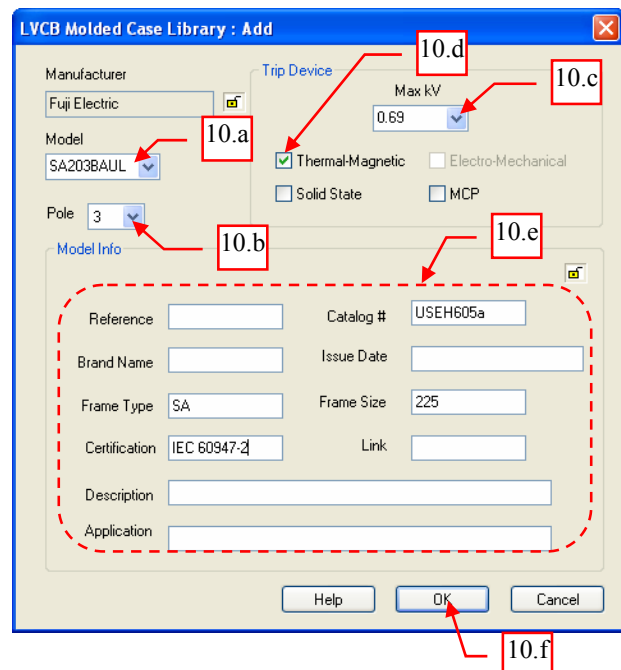 LVCB Molded Case Library : Add
Manufacturer
Fuji Electric
Model
SA203BAUL
Pole 3
10.a
10.b
Trip Device
10.d
10.c
Max kV
0.69
Thermal-Magnetic Electro-Mechanical
Solid State MCP
10.e
Model Info
Reference Catalog # USEH605a
Brand Name Issue Date
Frame Type SA Frame Size 225
Certification IEC 60947-2 Link
Description
Application
Help OK Cancel
10.f